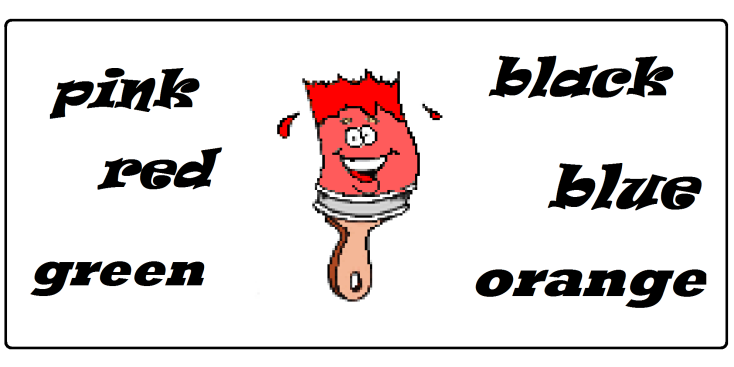 pink
red
green
black
blue
orange